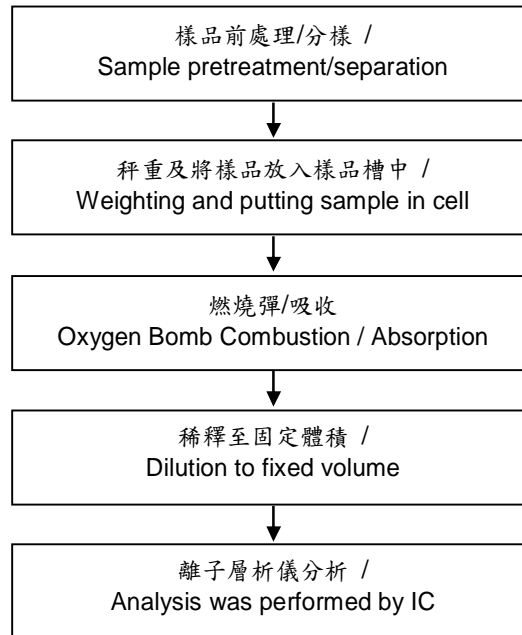 樣品前處理/分樣 /
Sample pretreatment/separation
秤重及將樣品放入樣品槽中 /
Weighting and putting sample in cell
燃燒彈/吸收
Oxygen Bomb Combustion / Absorption
稀釋至固定體積 /
Dilution to fixed volume
離子層析儀分析 /
Analysis was performed by IC